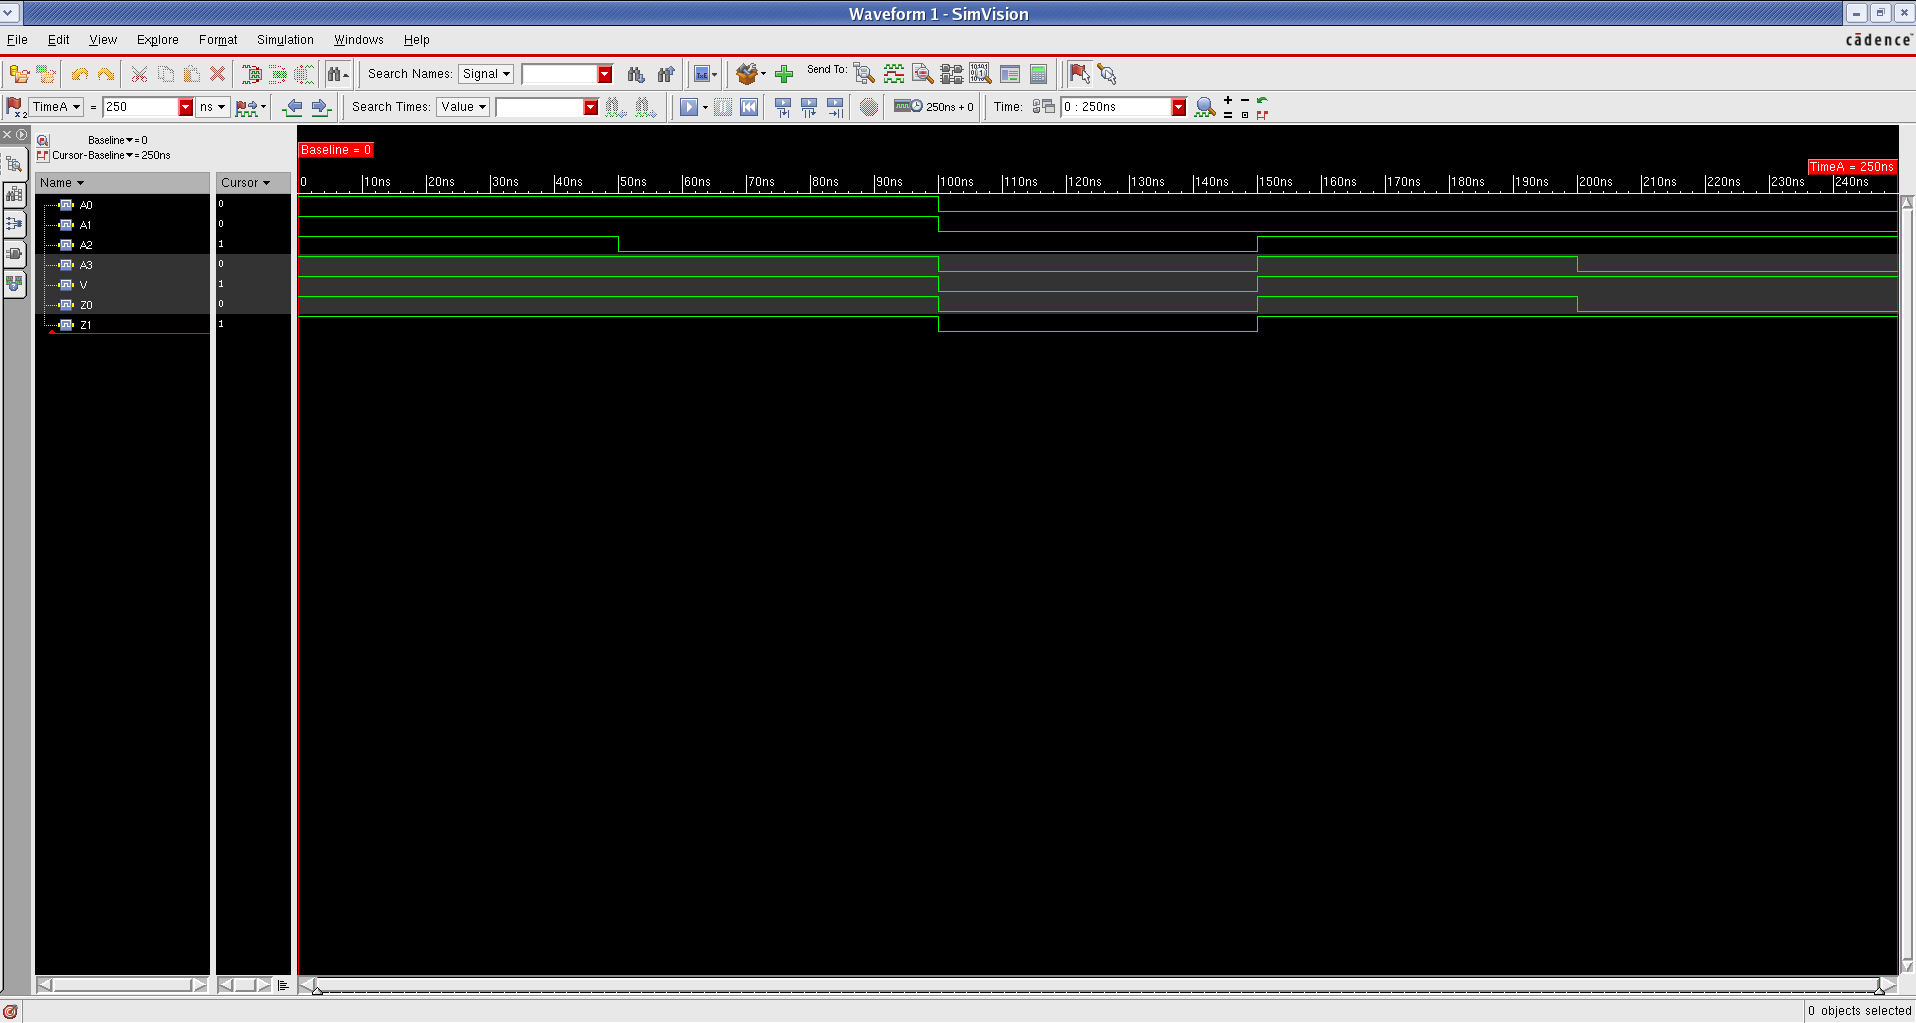 Waveform 1 - SimVision
File Edit View Explore Format Simulation Windows Help
cādence
Search Names: Signal Send To:
TimeA = 250 ns Search Times: Value 250ns + 0 Time: 0 : 250ns
Baseline = 0
Cursor-Baseline = 250ns
Baseline = 0
TimeA = 250ns
Name Cursor
0 10ns 20ns 30ns 40ns 50ns 60ns 70ns 80ns 90ns 100ns 110ns 120ns 130ns 140ns 150ns 160ns 170ns 180ns 190ns 200ns 210ns 220ns 230ns 240ns
A0 0
A1 0
A2 1
A3 0
V 1
Z0 0
Z1 1
0 objects selected